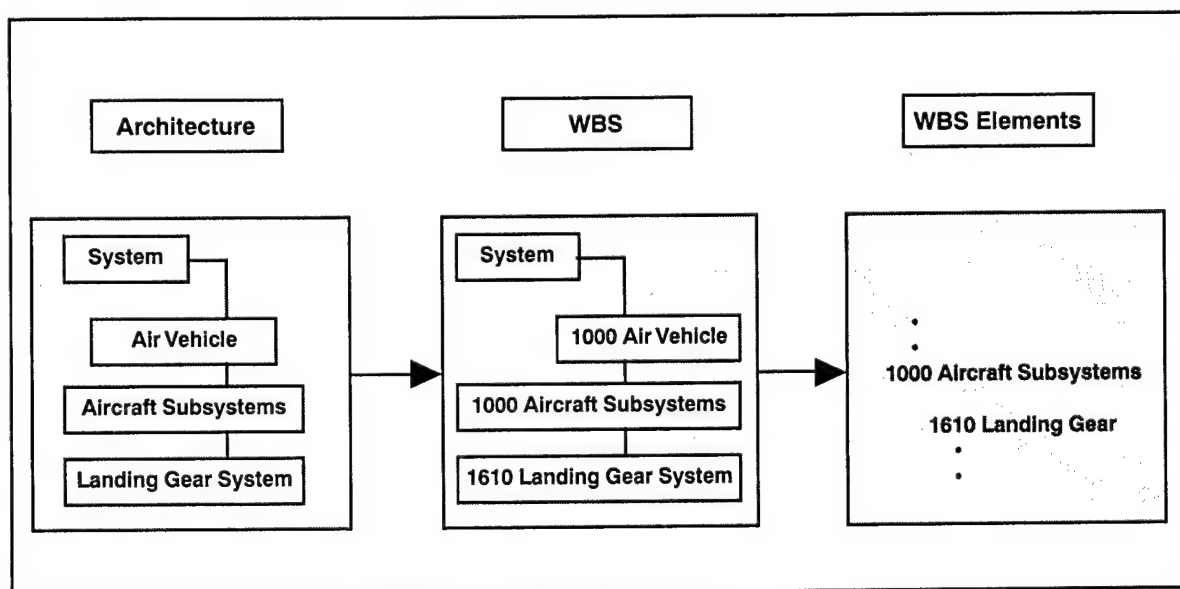 Architecture
WBS
WBS Elements
System
Air Vehicle
Aircraft Subsystems
Landing Gear System
System
1000 Air Vehicle
1000 Aircraft Subsystems
1610 Landing Gear System
1000 Aircraft Subsystems
1610 Landing Gear